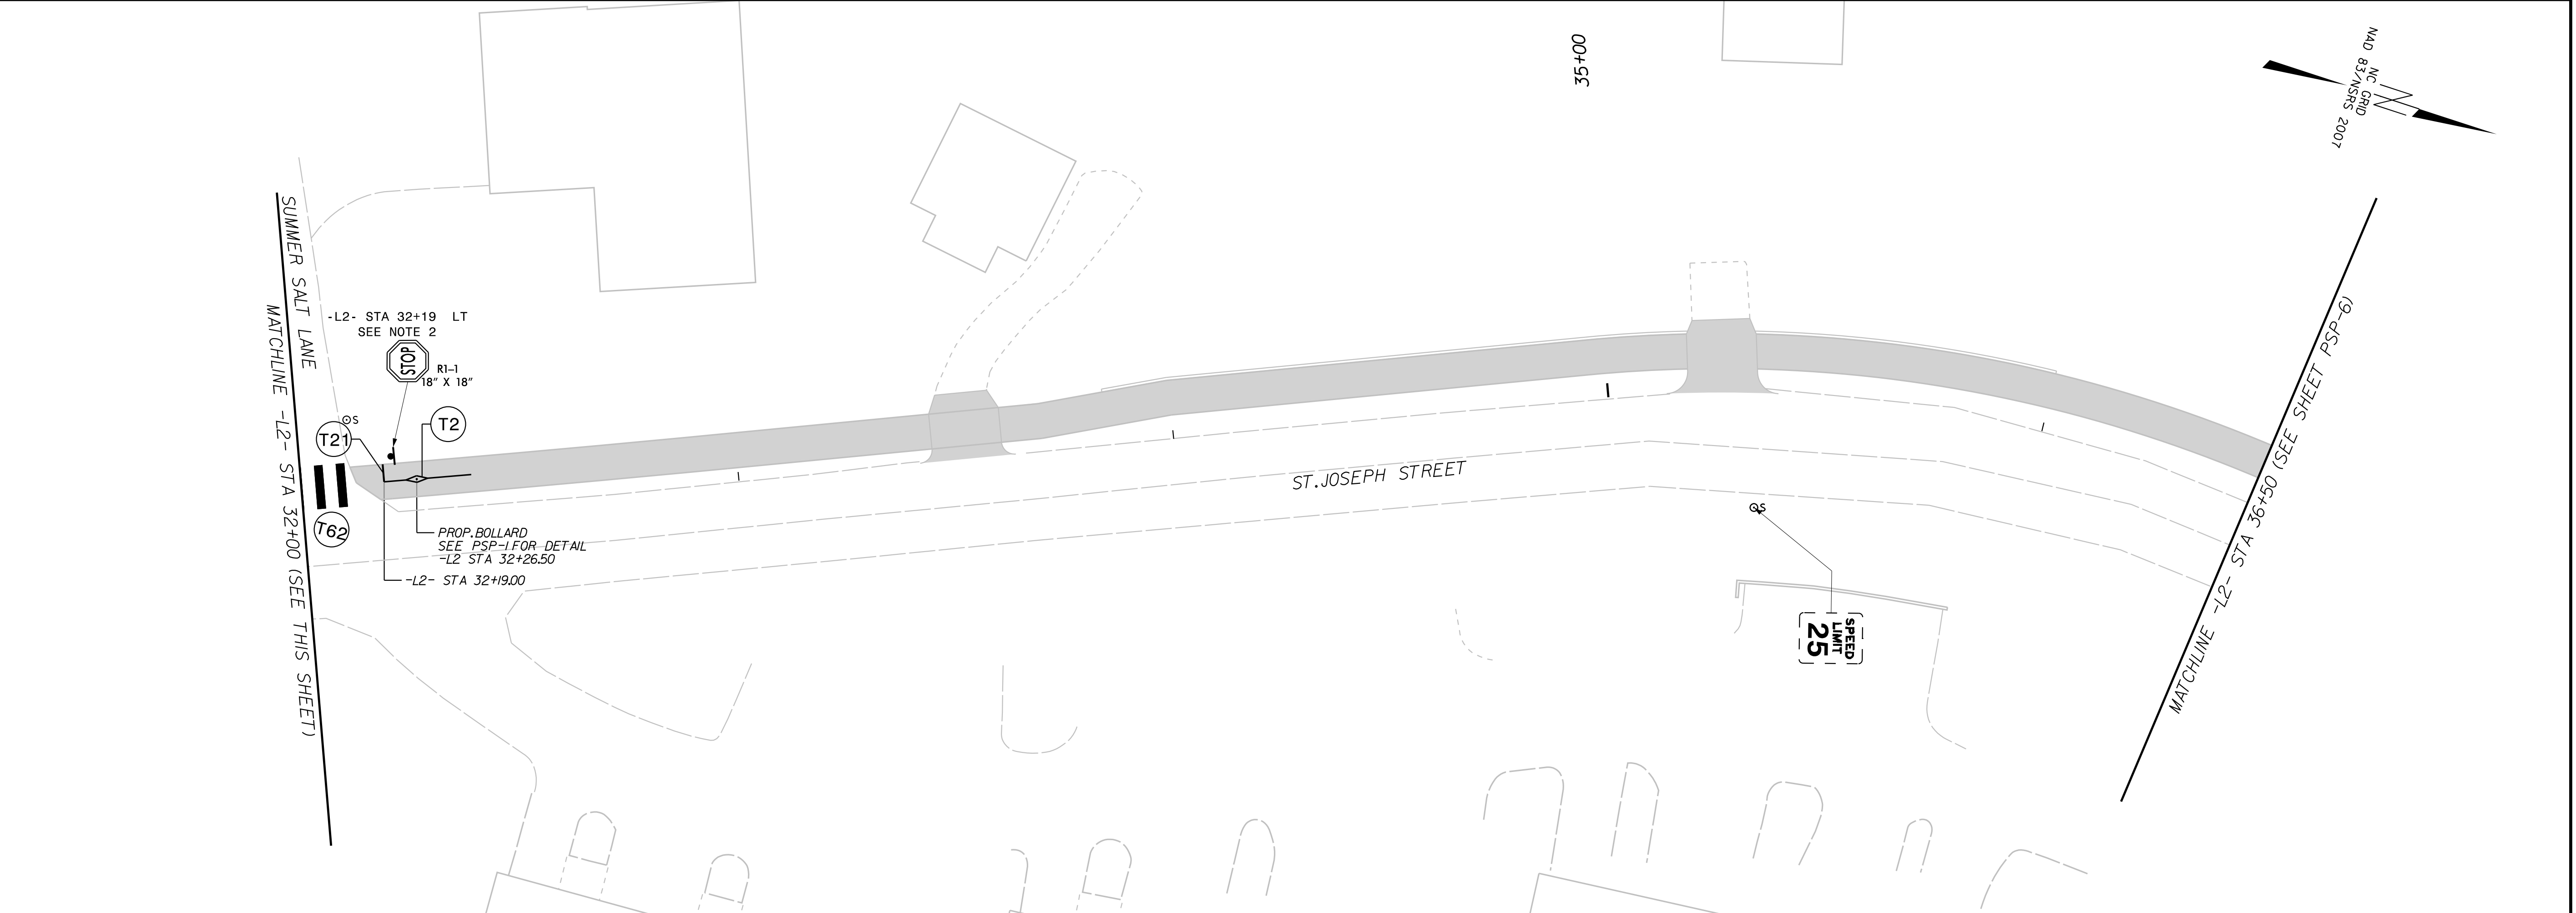 35+00
NAD 83/NSRS 2007
NC GRID
SUMMER SALT LANE
MATCHLINE -L2- STA 32+00 (SEE THIS SHEET)
-L2- STA 32+19 LT
SEE NOTE 2
STOP
R1-1
18" X 18"
S
T21
T2
T62
PROP. BOLLARD
SEE PSP-1 FOR DETAIL
-L2 STA 32+26.50
-L2- STA 32+19.00
ST. JOSEPH STREET
S
SPEED
LIMIT
25
MATCHLINE -L2- STA 36+50 (SEE SHEET PSP-6)